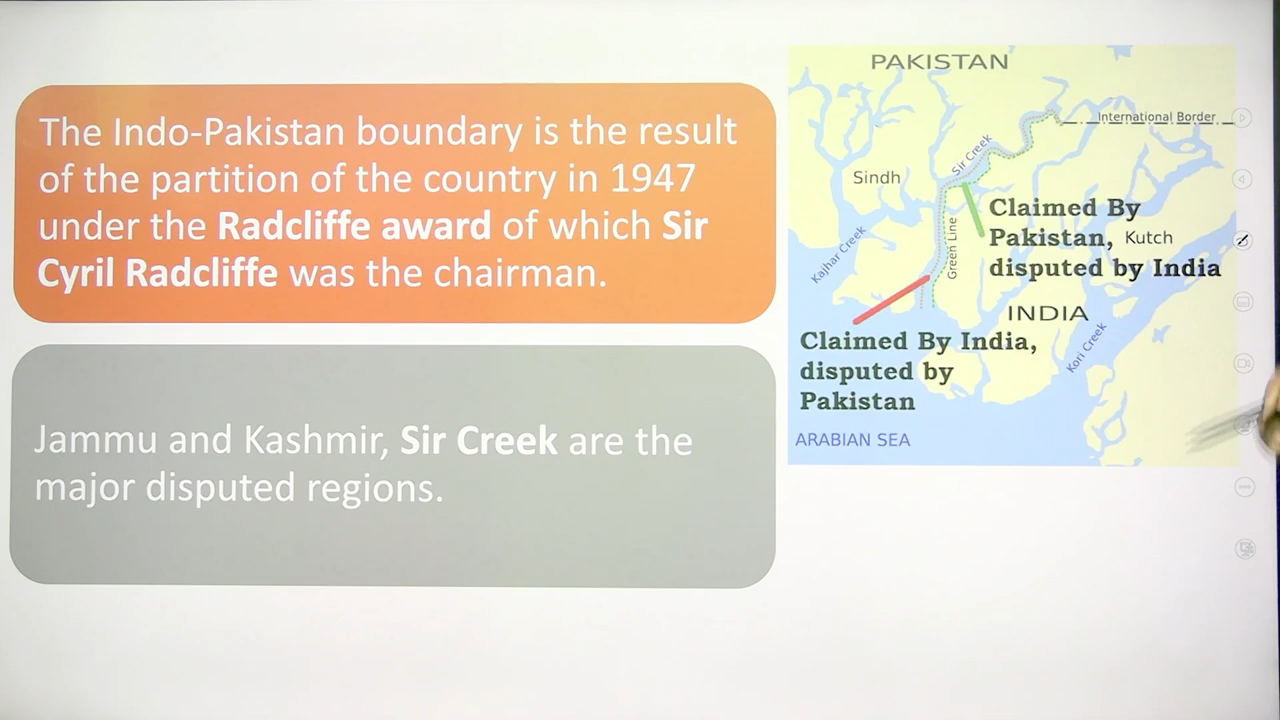 The Indo-Pakistan boundary is the result
of the partition of the country in 1947
under the Radcliffe award of which Sir
Cyril Radcliffe was the chairman.
Jammu and Kashmir, Sir Creek are the
major disputed regions.
PAKISTAN
International Border
Sir Creek
Sindh
Claimed By
Pakistan, Kutch
disputed by India
Green Line
Kajhar Creek
INDIA
Claimed By India,
disputed by
Pakistan
Kori Creek
ARABIAN SEA